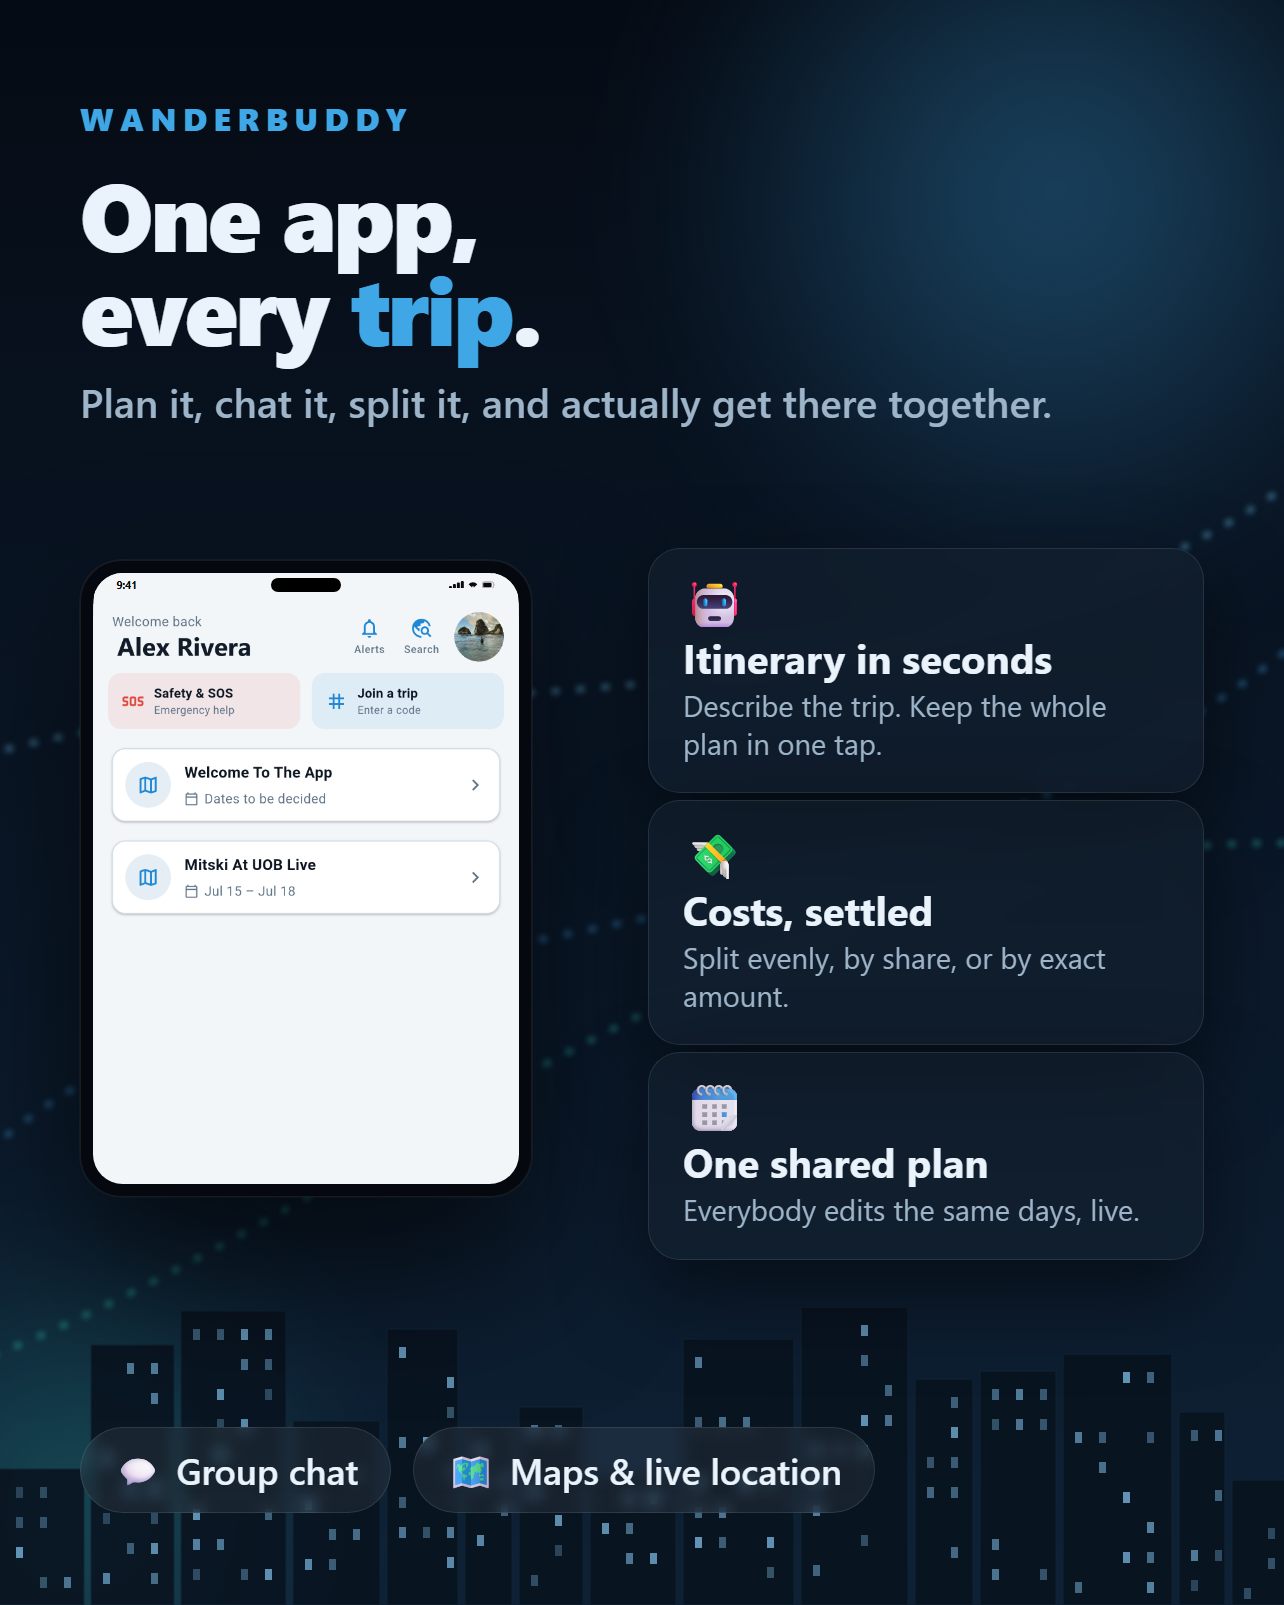 WANDERBUDDY
One app,
every trip.
Plan it, chat it, split it, and actually get there together.
9:41
Welcome back
Alex Rivera
Alerts
Search
SOS
Safety & SOS
Emergency help
Join a trip
Enter a code
Welcome To The App
Dates to be decided
Mitski At UOB Live
Jul 15 – Jul 18
Itinerary in seconds
Describe the trip. Keep the whole
plan in one tap.
Costs, settled
Split evenly, by share, or by exact
amount.
One shared plan
Everybody edits the same days, live.
Group chat
Maps & live location